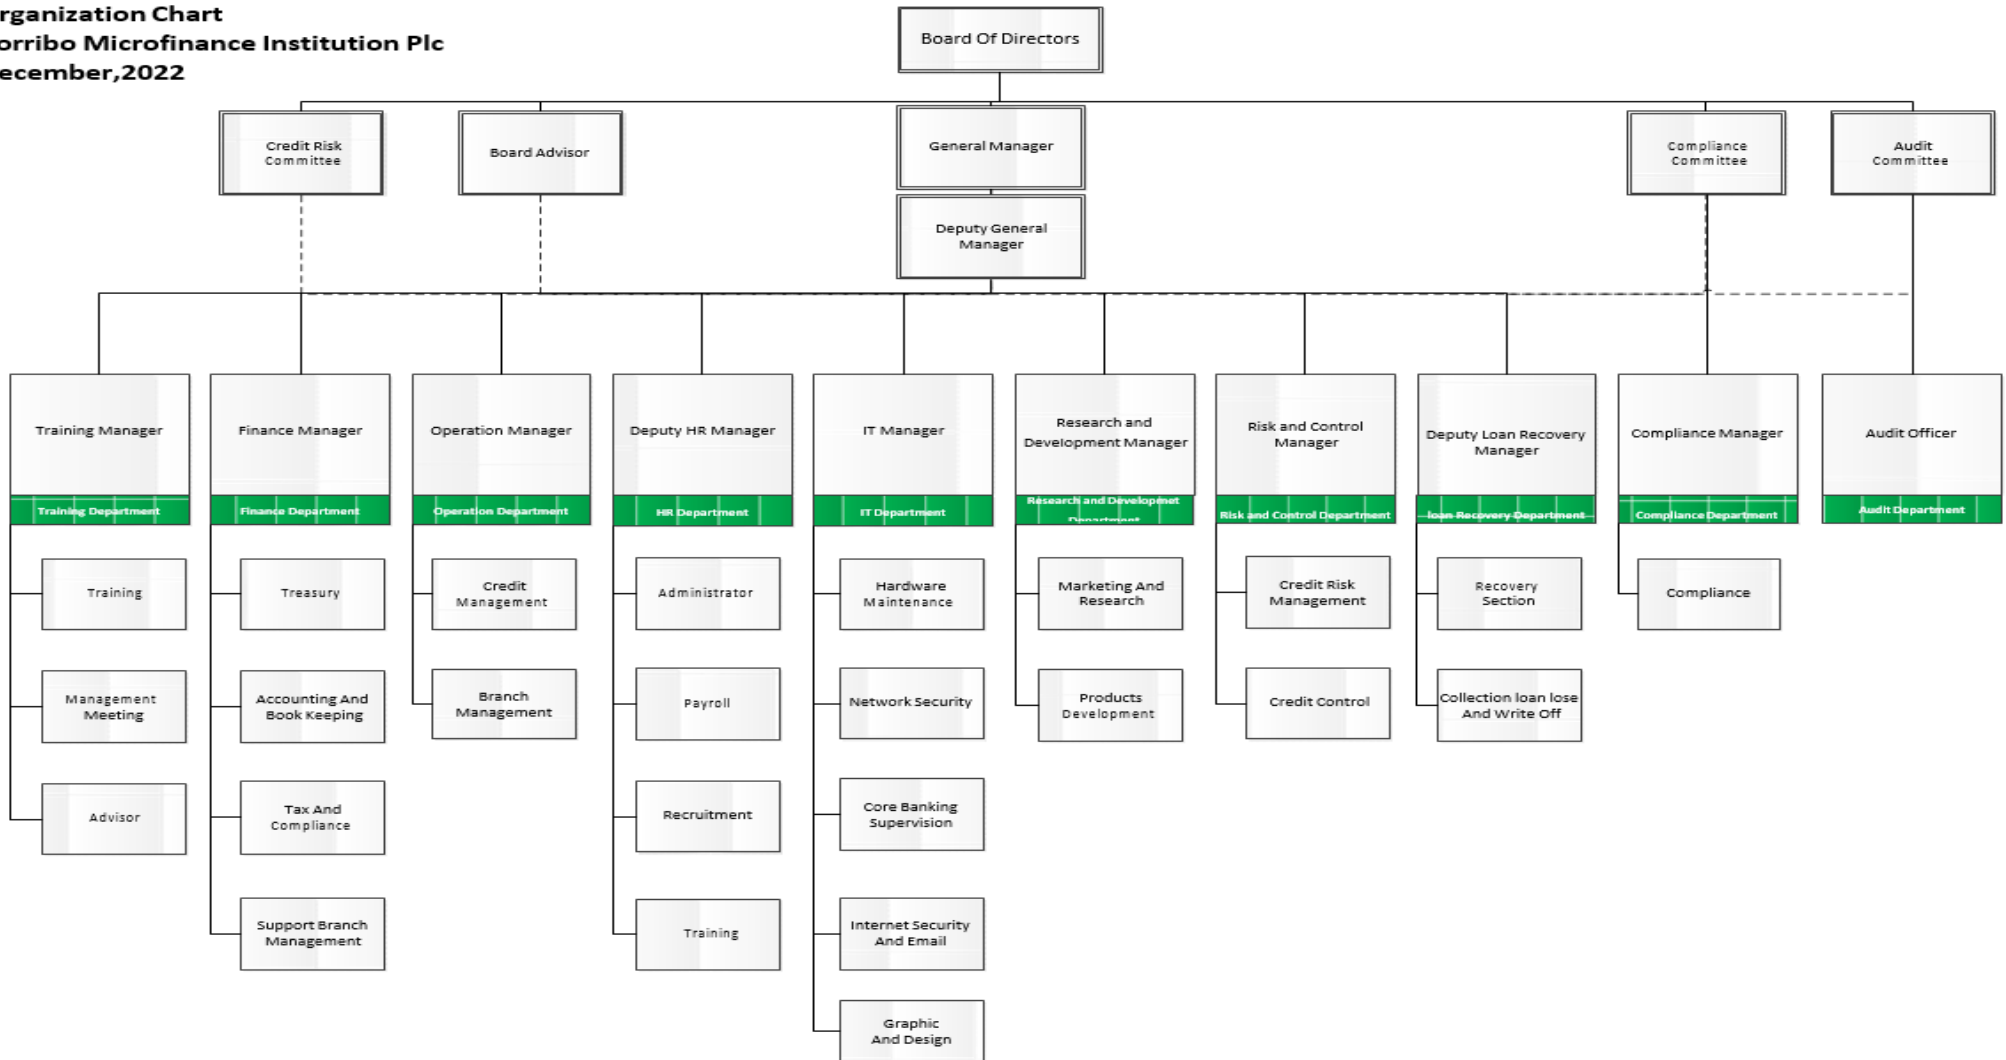 rganization Chart
orribo Microfinance Institution Plc
ecember,2022
Board Of Directors
Credit Risk
Committee
Board Advisor
General Manager
Compliance
Committee
Audit
Committee
Deputy General
Manager
Training Manager
Finance Manager
Operation Manager
Deputy HR Manager
IT Manager
Research and
Development Manager
Risk and Control
Manager
Deputy Loan Recovery
Manager
Compliance Manager
Audit Officer
Training Department
Finance Department
Operation Department
HR Department
IT Department
Research and Developmet
Department
Risk and Control Department
loan Recovery Department
Compliance Department
Audit Department
Training
Treasury
Credit
Management
Administrator
Hardware
Maintenance
Marketing And
Research
Credit Risk
Management
Recovery
Section
Compliance
Management
Meeting
Accounting And
Book Keeping
Branch
Management
Payroll
Network Security
Products
Development
Credit Control
Collection loan lose
And Write Off
Advisor
Tax And
Compliance
Recruitment
Core Banking
Supervision
Support Branch
Management
Training
Internet Security
And Email
Graphic
And Design